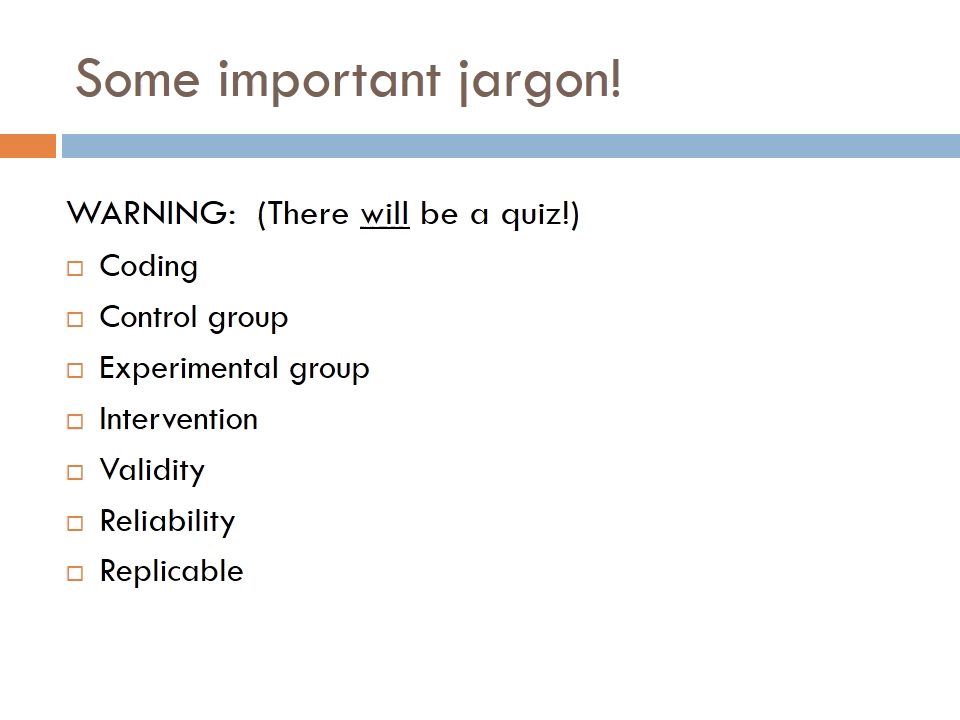 Some important jargon!
WARNING:  (There will be a quiz!)
Coding
Control group
Experimental group
Intervention
Validity
Reliability
Replicable